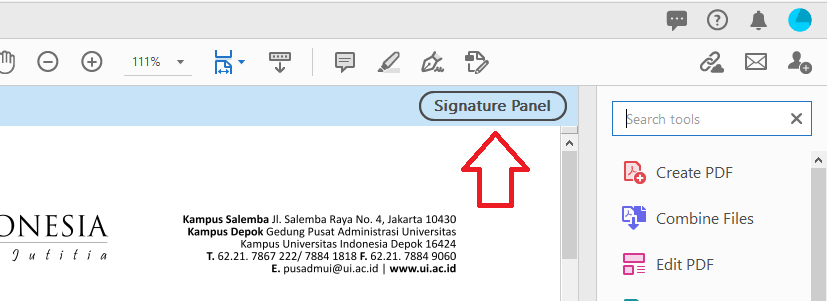 111%
Signature Panel
Search tools
Create PDF
Combine Files
Edit PDF
ONESIA
Justitia
Kampus Salemba Jl. Salemba Raya No. 4, Jakarta 10430
Kampus Depok Gedung Pusat Administrasi Universitas
Kampus Universitas Indonesia Depok 16424
T. 62.21. 7867 222/ 7884 1818 F. 62.21. 7884 9060
E. pusadmui@ui.ac.id | www.ui.ac.id